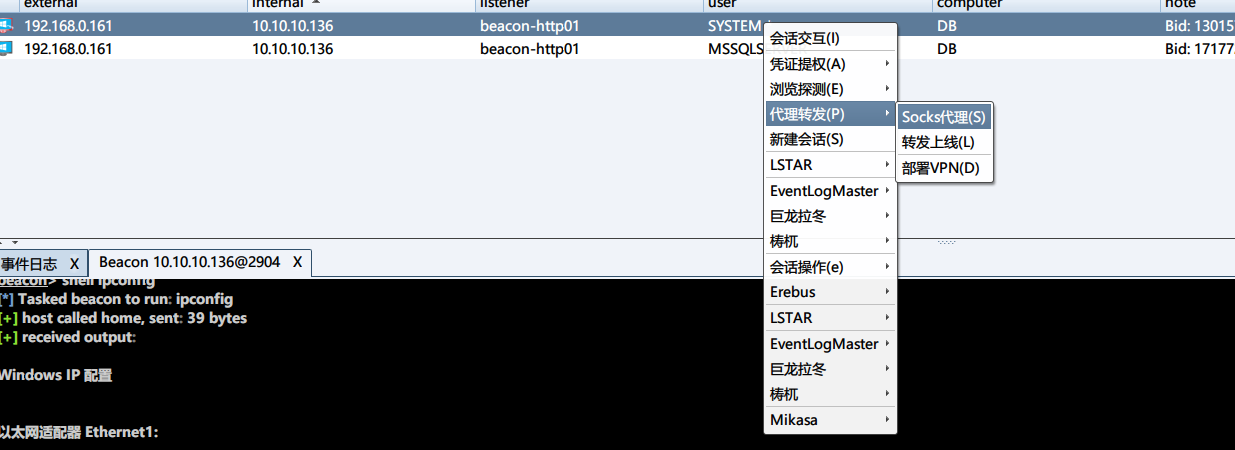 external internal listener user computer note
192.168.0.161 10.10.10.136 beacon-http01 SYSTEM DB Bid: 13015
192.168.0.161 10.10.10.136 beacon-http01 MSSQLS DB Bid: 17177
会话交互(I)
凭证提权(A)
浏览探测(E)
代理转发(P)
新建会话(S)
LSTAR
EventLogMaster
巨龙拉冬
梼杌
会话操作(e)
Erebus
LSTAR
EventLogMaster
巨龙拉冬
梼杌
Mikasa
Socks代理(S)
转发上线(L)
部署VPN(D)
事件日志 X Beacon 10.10.10.136@2904 X
beacon> shell ipconfig
[*] Tasked beacon to run: ipconfig
[+] host called home, sent: 39 bytes
[+] received output:
Windows IP 配置
以太网适配器 Ethernet1: